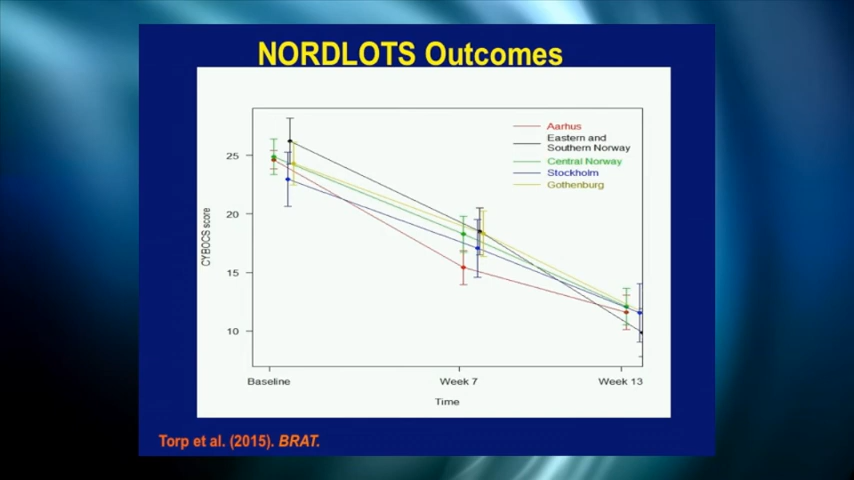 NORDLOTS Outcomes
Aarhus
Eastern and
Southern Norway
Central Norway
Stockholm
Gothenburg
25
20
15
10
CYBOCS score
Baseline
Week 7
Week 13
Time
Torp et al. (2015). BRAT.